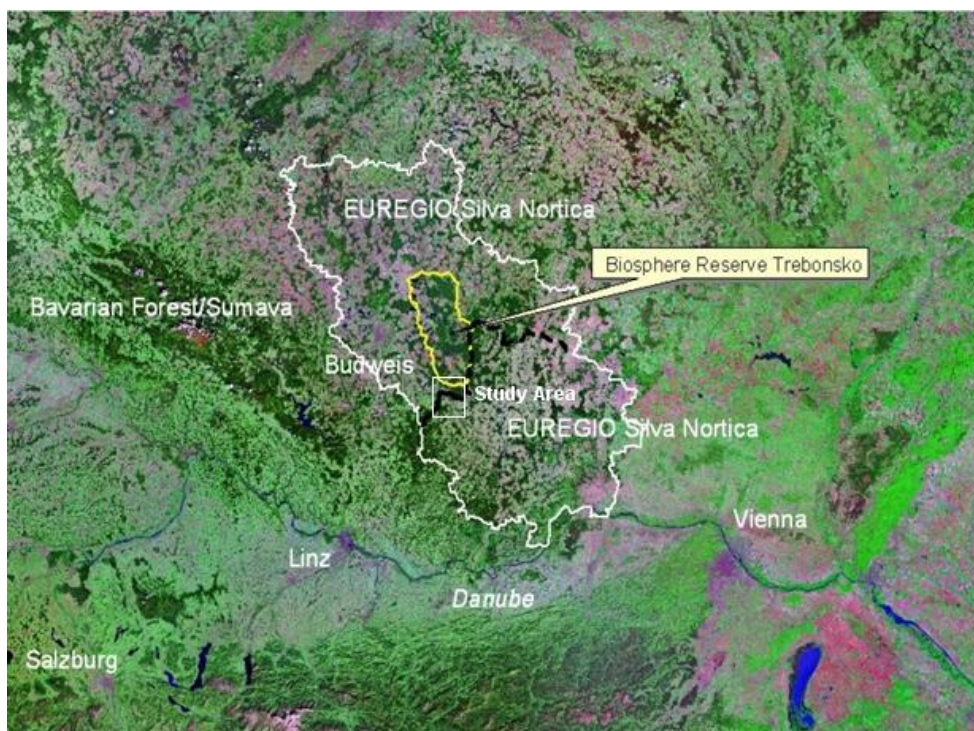 EUREGIO Silva Nortica
Biosphere Reserve Trebonsko
Bavarian Forest/Sumava
Budweis
Study Area
EUREGIO Silva Nortica
Vienna
Linz
Danube
Salzburg